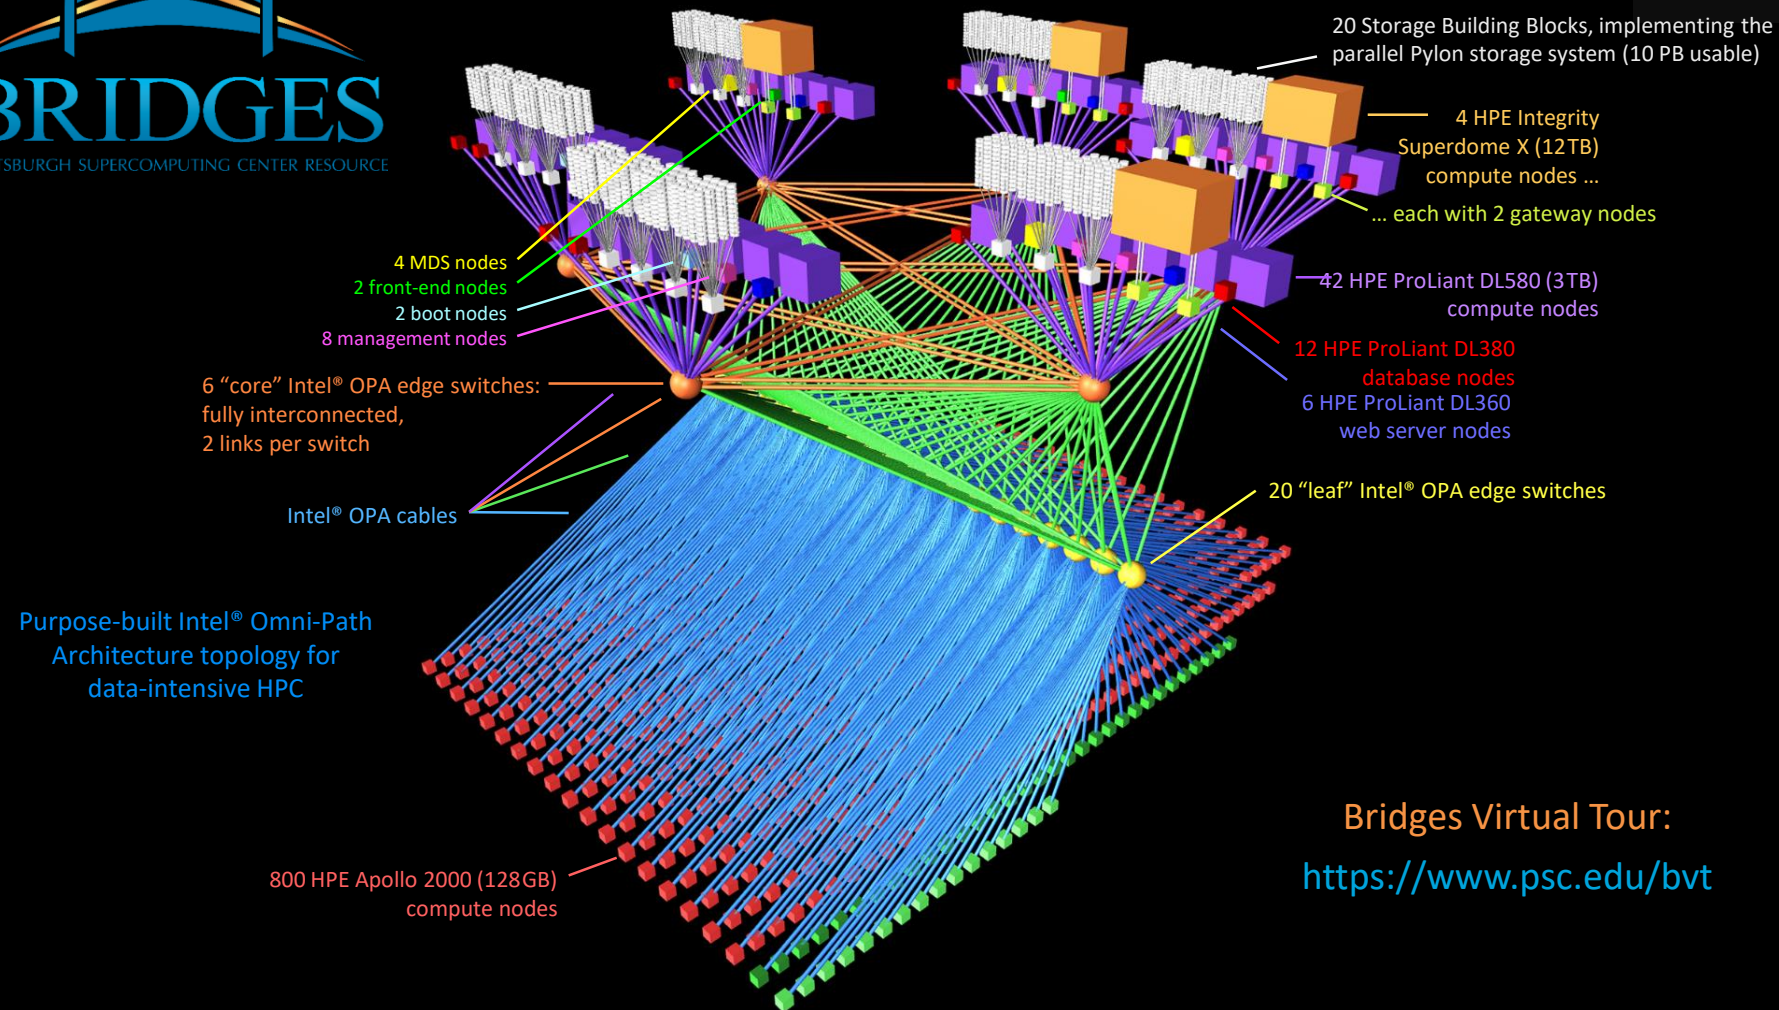 BRIDGES
TSBURGH SUPERCOMPUTING CENTER RESOURCE
20 Storage Building Blocks, implementing the
parallel Pylon storage system (10 PB usable)
4 HPE Integrity
Superdome X (12TB)
compute nodes ...
... each with 2 gateway nodes
42 HPE ProLiant DL580 (3TB)
compute nodes
12 HPE ProLiant DL380
database nodes
6 HPE ProLiant DL360
web server nodes
20 “leaf” Intel® OPA edge switches
4 MDS nodes
2 front-end nodes
2 boot nodes
8 management nodes
6 “core” Intel® OPA edge switches:
fully interconnected,
2 links per switch
Intel® OPA cables
Purpose-built Intel® Omni-Path
Architecture topology for
data-intensive HPC
800 HPE Apollo 2000 (128GB)
compute nodes
Bridges Virtual Tour:
https://www.psc.edu/bvt